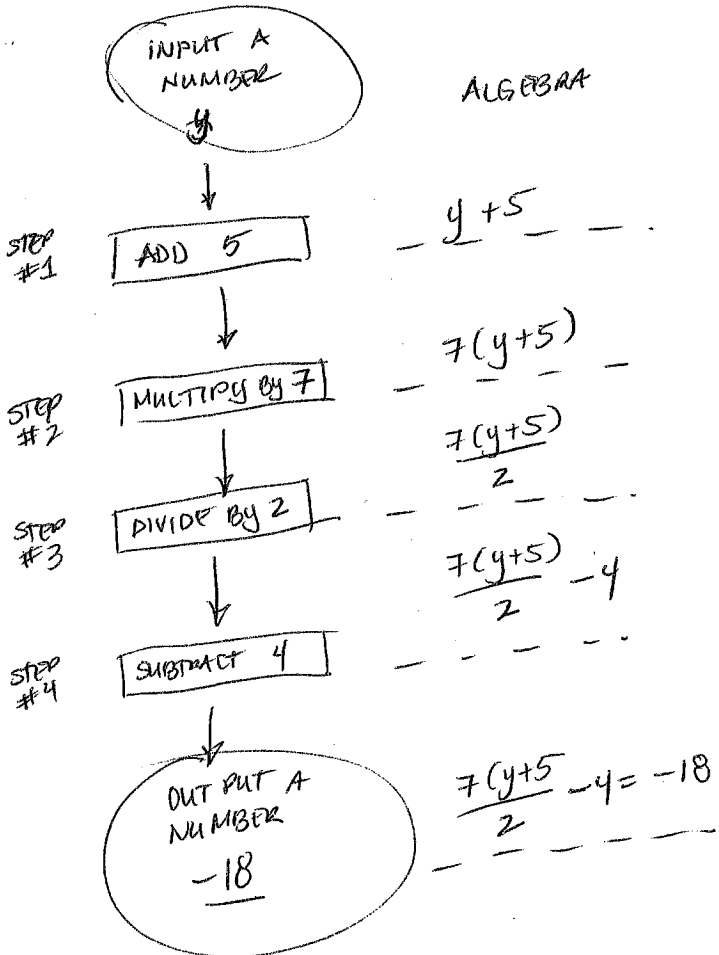 INPUT A
NUMBER
y
ALGEBRA
STEP
#1
ADD 5
y+5
STEP
#2
MULTIPLY By 7
7(y+5)
STEP
#3
DIVIDE By 2
7(y+5)
2
STEP
#4
SUBTRACT 4
7(y+5)
2
-4
OUT PUT A
NUMBER
-18
7(y+5
2
-4= -18